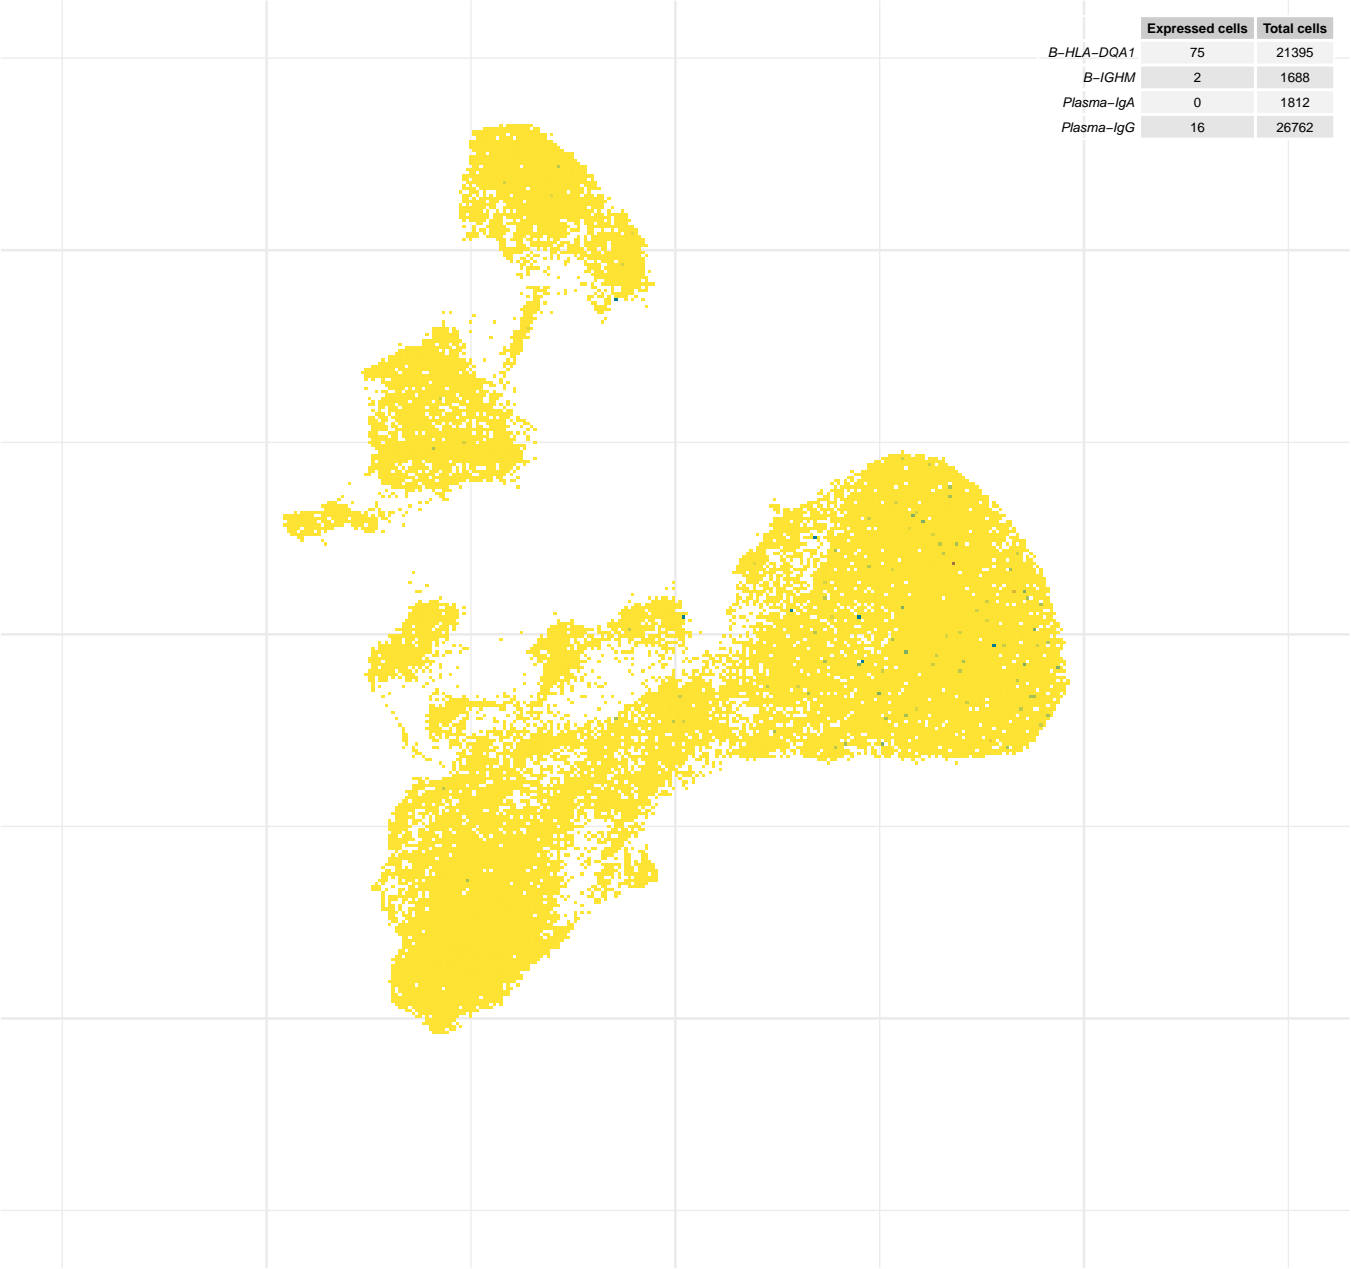 Expressed cells Total cells
B−HLA−DQA1 75 21395
B−IGHM 2 1688
Plasma−IgA 0 1812
Plasma−IgG 16 26762